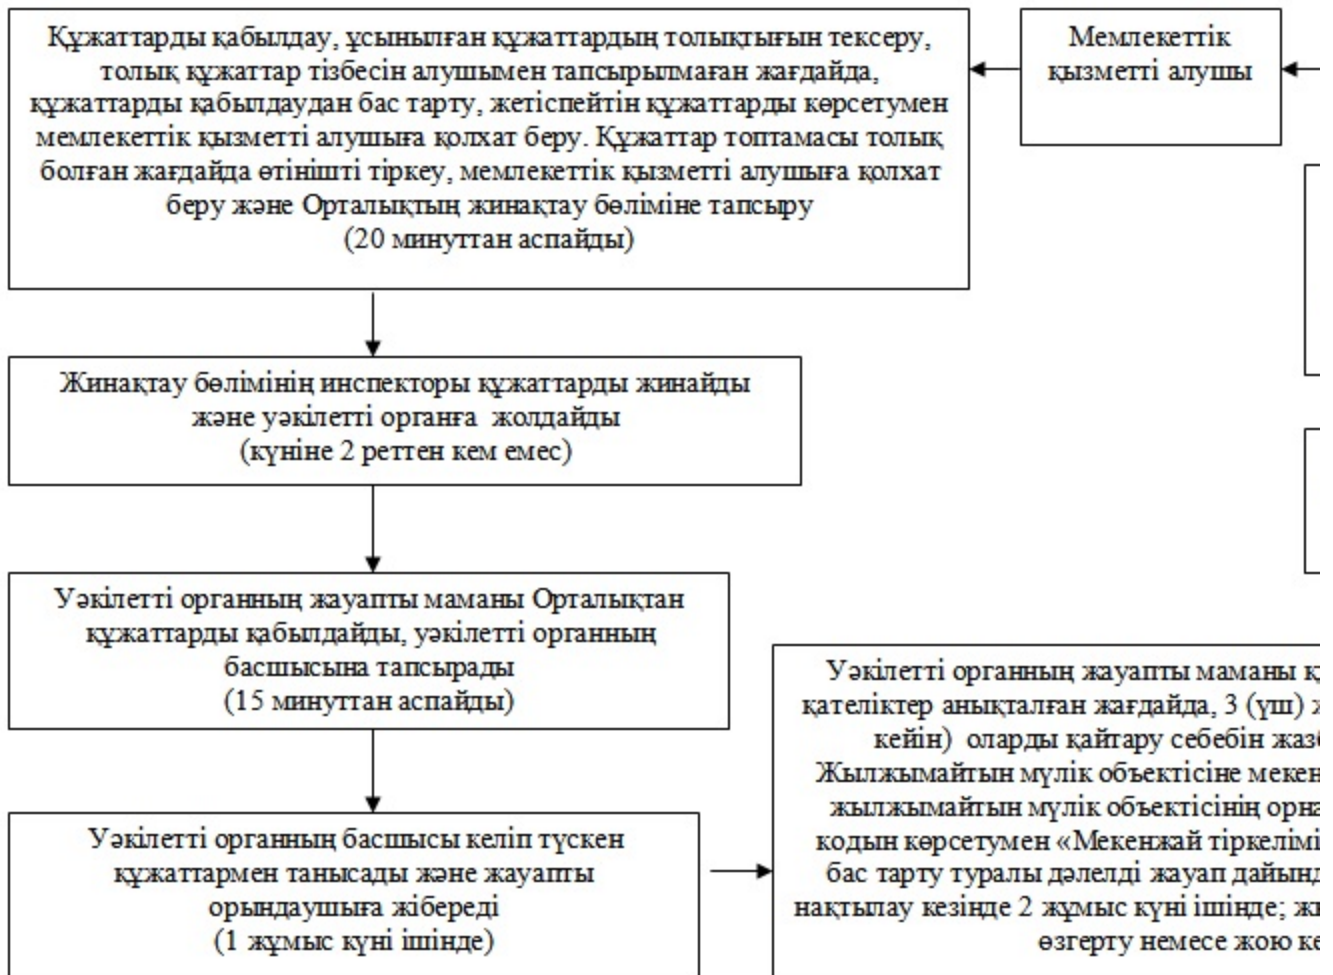 Құжаттарды қабылдау, ұсынылған құжаттардың толықтығын тексеру,
толық құжаттар тізбесін алушымен тапсырылмаған жағдайда,
құжаттарды қабылдаудан бас тарту, жетіспейтін құжаттарды көрсетумен
мемлекеттік қызметті алушыға қолхат беру. Құжаттар топтамасы толық
болған жағдайда өтінішті тіркеу, мемлекеттік қызметті алушыға қолхат
беру және Орталықтың жинақтау бөліміне тапсыру
(20 минуттан аспайды)
Мемлекеттік
қызметті алушы
Жинақтау бөлімінің инспекторы құжаттарды жинайды
және уәкілетті органға жолдайды
(күніне 2 реттен кем емес)
Уәкілетті органның жауапты маманы Орталықтан
құжаттарды қабылдайды, уәкілетті органның
басшысына тапсырады
(15 минуттан аспайды)
Уәкілетті органның басшысы келіп түскен
құжаттармен танысады және жауапты
орындаушыға жібереді
(1 жұмыс күні ішінде)
Уәкілетті органның жауапты маманы
қателіктер анықталған жағдайда, 3 (үш)
кейін) оларды қайтару себебін
Жылжымайтын мүлік объектісіне
жылжымайтын мүлік объектісінің
кодын көрсетумен «Мекенжай
бас тарту туралы дәлелді жауап
нақтылау кезінде 2 жұмыс күні ішінде;
өзгерту немесе жою